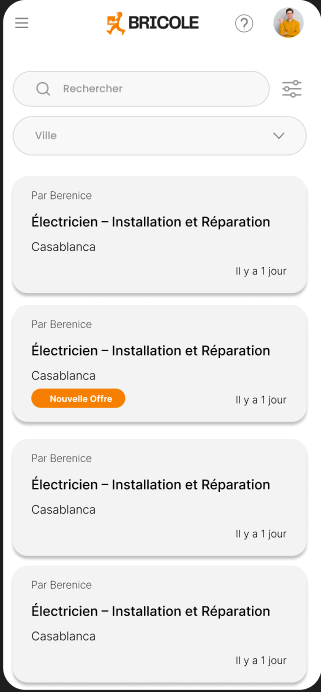 BRICOLE
?
Rechercher
Ville
Par Berenice
Électricien – Installation et Réparation
Casablanca
Il y a 1 jour
Par Berenice
Électricien – Installation et Réparation
Casablanca
Nouvelle Offre
Il y a 1 jour
Par Berenice
Électricien – Installation et Réparation
Casablanca
Il y a 1 jour
Par Berenice
Électricien – Installation et Réparation
Casablanca
Il y a 1 jour